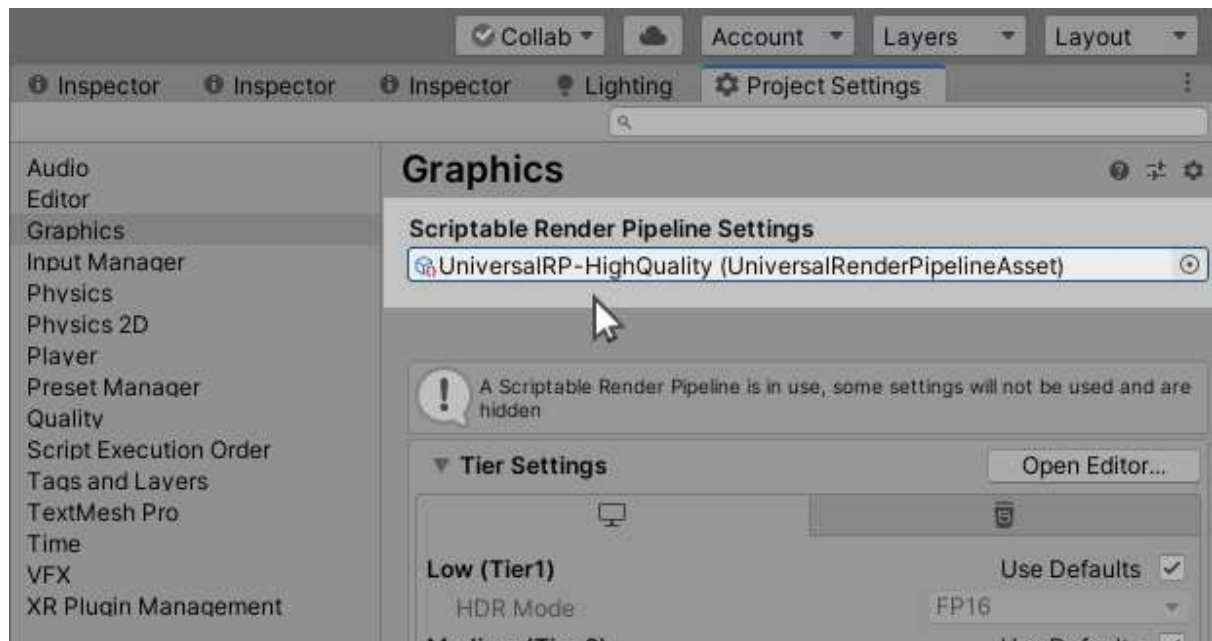 Collab
Account
Layers
Layout
Inspector
Inspector
Inspector
Lighting
Project Settings
Audio
Editor
Graphics
Input Manager
Physics
Physics 2D
Player
Preset Manager
Quality
Script Execution Order
Tags and Layers
TextMesh Pro
Time
VFX
XR Plugin Management
Graphics
Scriptable Render Pipeline Settings
UniversalRP-HighQuality (UniversalRenderPipelineAsset)
A Scriptable Render Pipeline is in use, some settings will not be used and are
hidden
Tier Settings
Open Editor...
Low (Tier1)
Use Defaults
HDR Mode
FP16